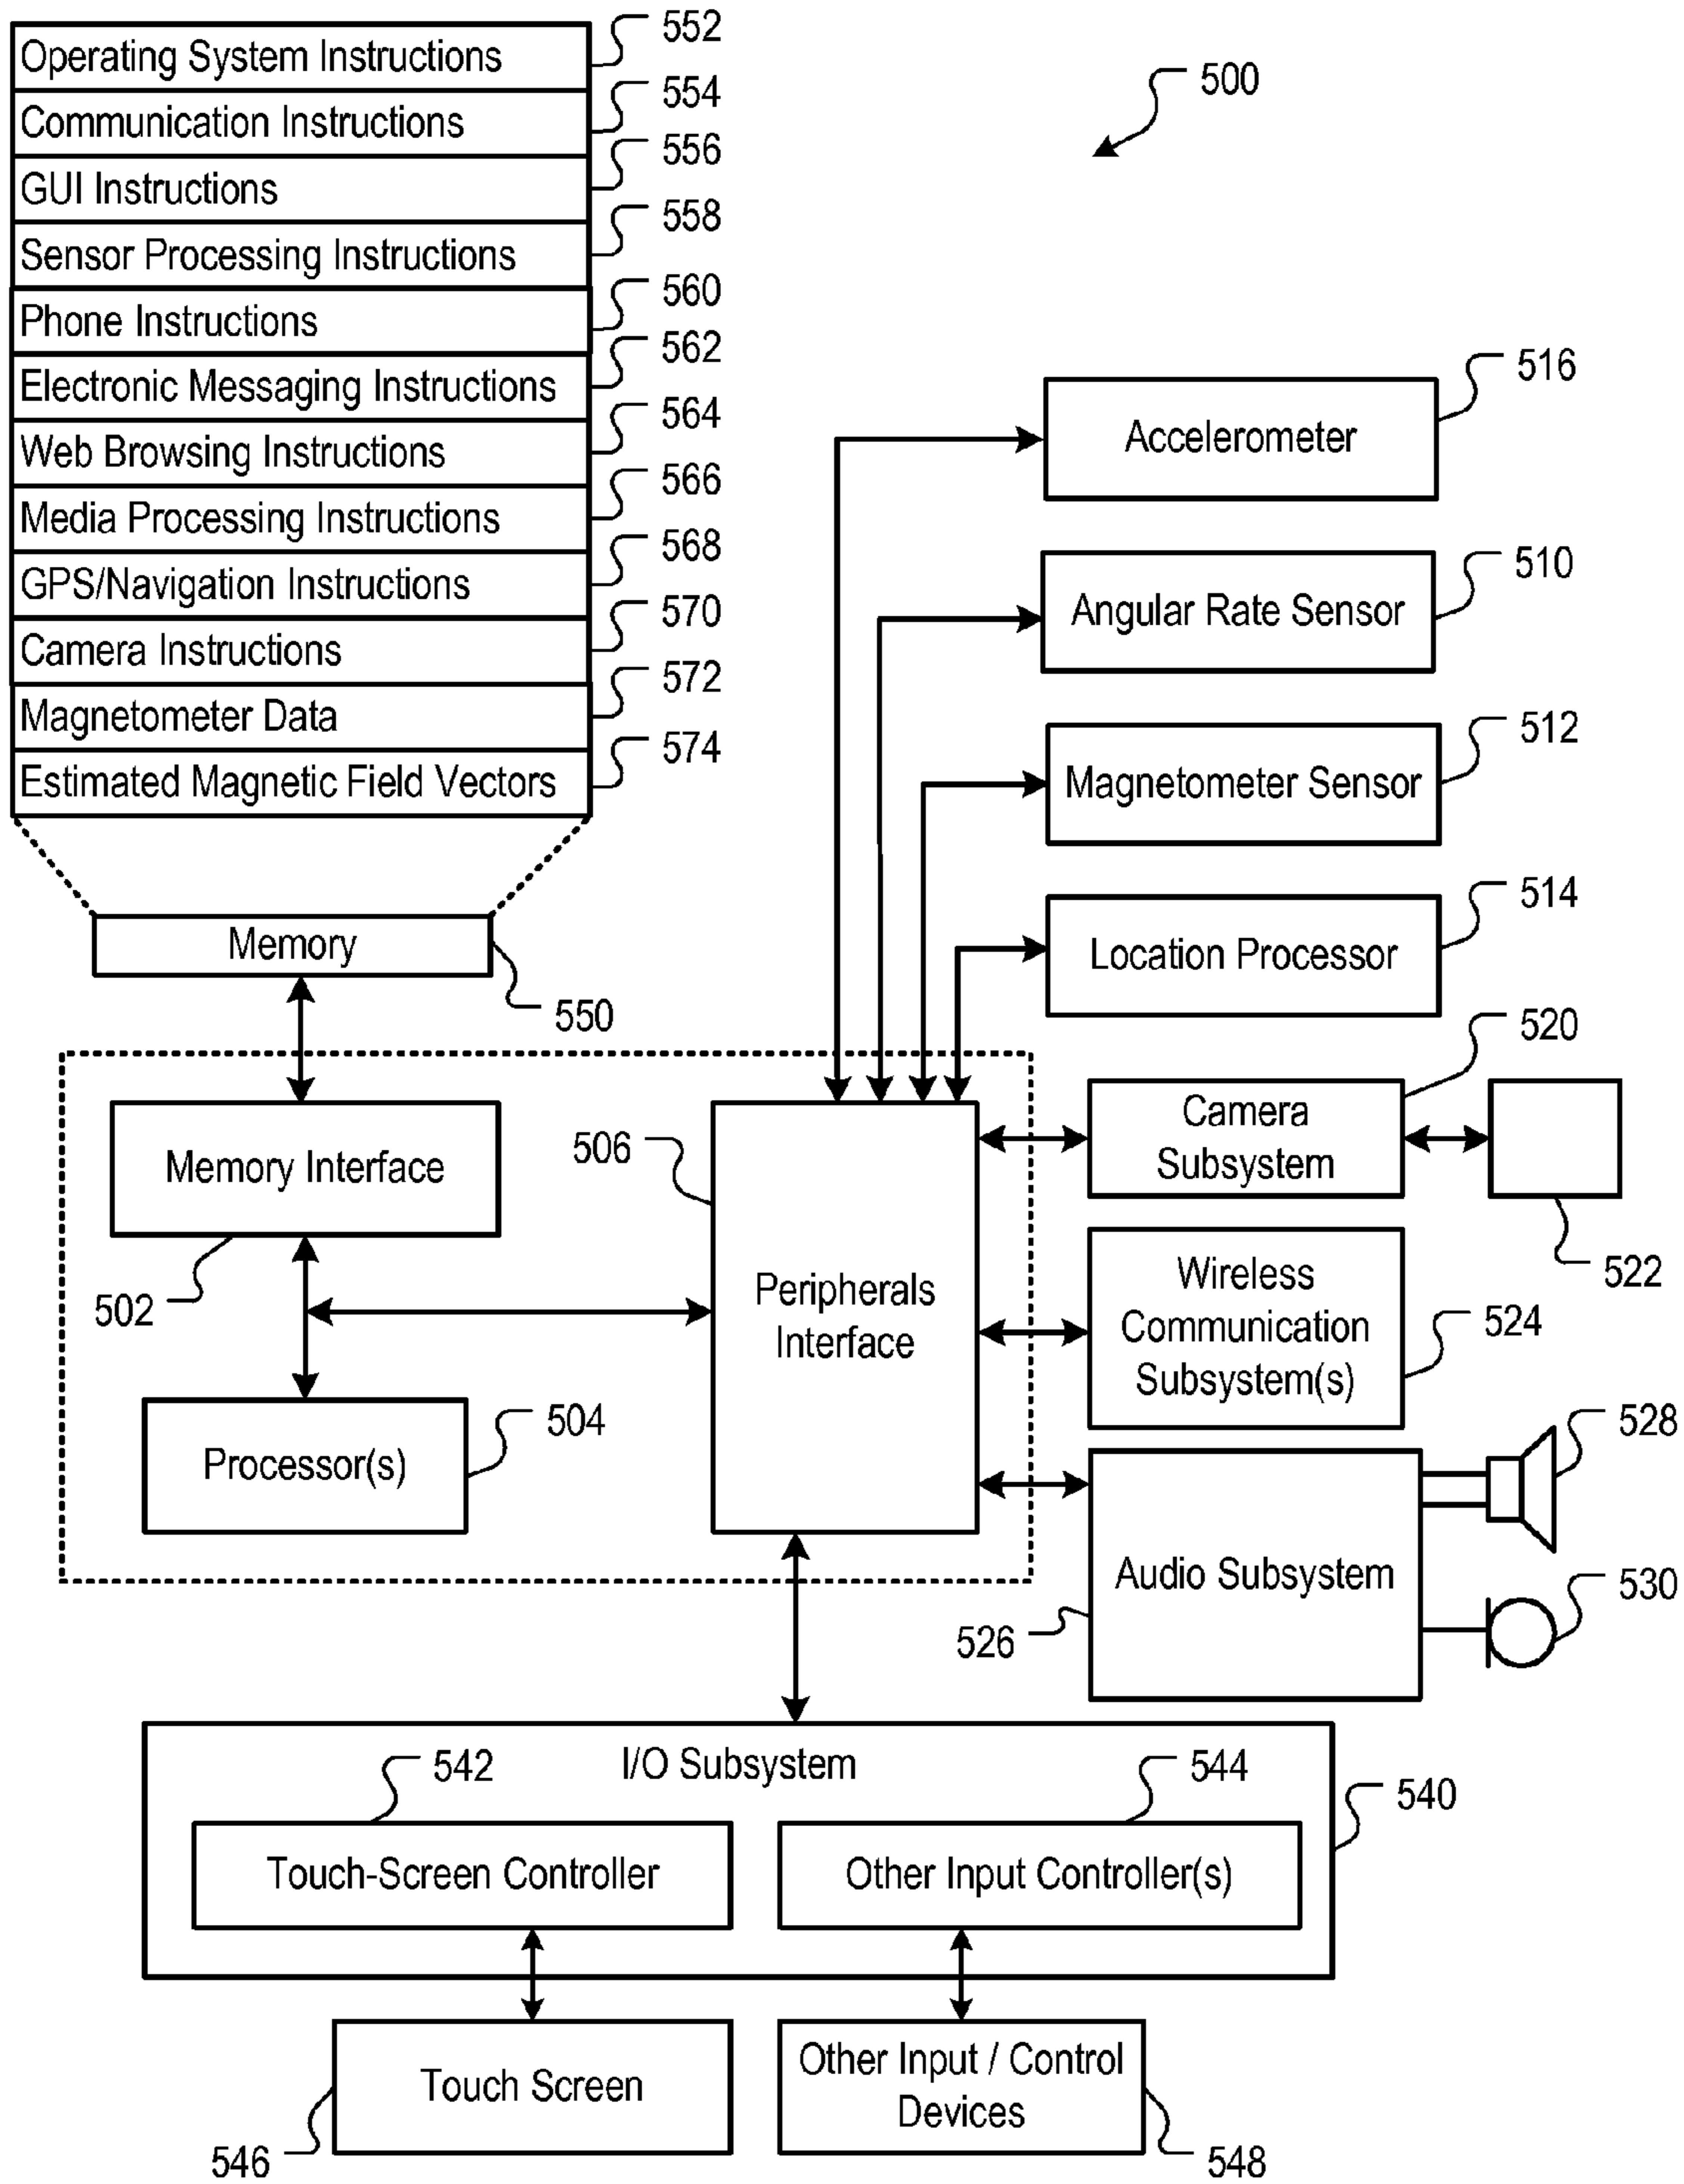 Operating System Instructions
552
Communication Instructions
554
GUI Instructions
556
Sensor Processing Instructions
558
Phone Instructions
560
Electronic Messaging Instructions
562
Web Browsing Instructions
564
Media Processing Instructions
566
GPS/Navigation Instructions
568
Camera Instructions
570
Magnetometer Data
572
Estimated Magnetic Field Vectors
574
500
Accelerometer
516
Angular Rate Sensor
510
Magnetometer Sensor
512
Location Processor
514
Memory
550
Memory Interface
502
Processor(s)
504
Peripherals
Interface
506
Camera
Subsystem
520
522
Wireless
Communication
Subsystem(s)
524
Audio Subsystem
526
528
530
I/O Subsystem
540
Touch-Screen Controller
542
Other Input Controller(s)
544
Touch Screen
546
Other Input / Control
Devices
548